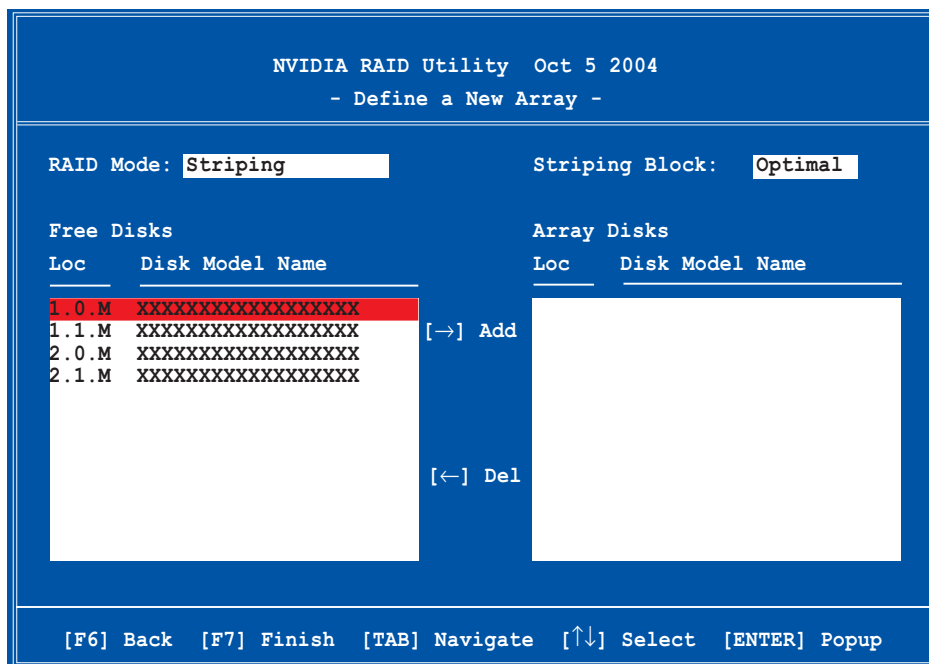 NVIDIA RAID Utility  Oct 5 2004
- Define a New Array -
RAID Mode: Striping    Striping Block: Optimal
Free Disks    Array Disks
Loc    Disk Model Name    Loc    Disk Model Name
1.0.M  XXXXXXXXXXXXXXXXXX
1.1.M  XXXXXXXXXXXXXXXXXX  [→] Add
2.0.M  XXXXXXXXXXXXXXXXXX
2.1.M  XXXXXXXXXXXXXXXXXX
[←] Del
[F6] Back  [F7] Finish  [TAB] Navigate  [↑↓] Select  [ENTER] Popup